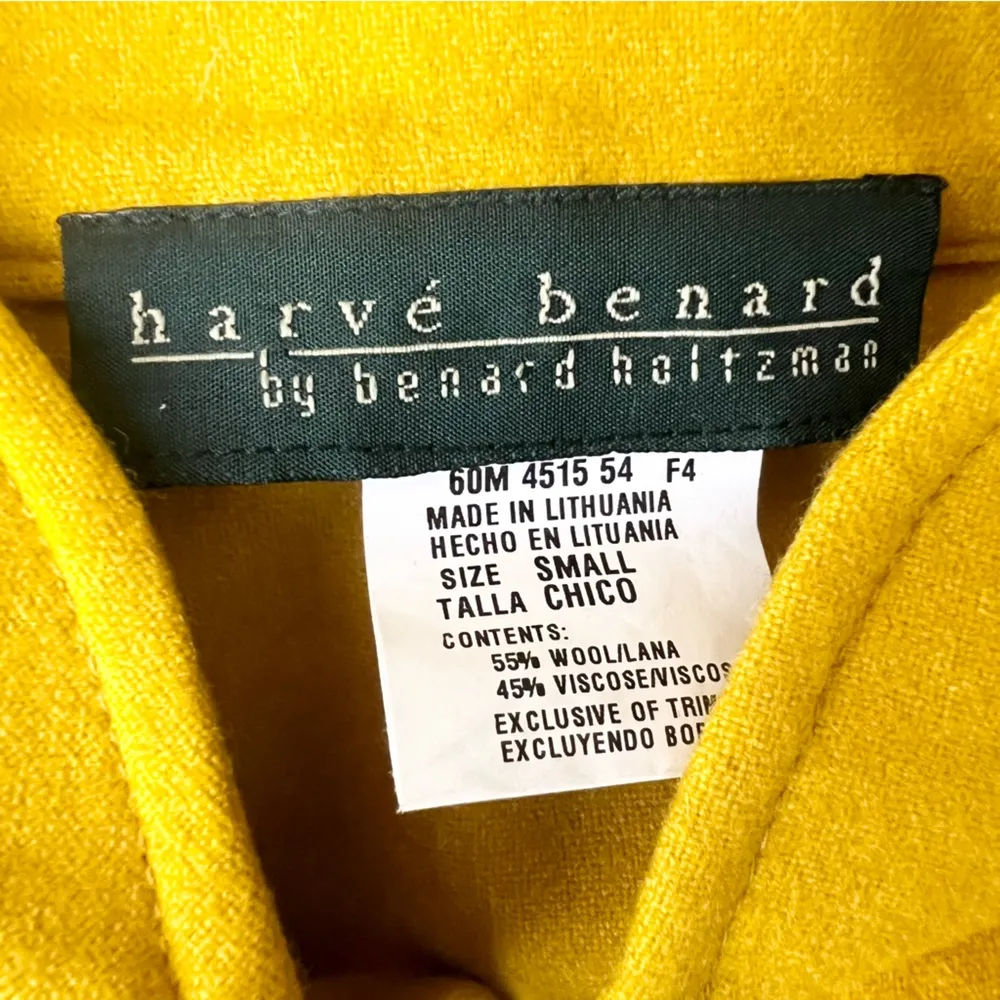 harvé benard
by benard holtzman
60M 4515 54 F4
MADE IN LITHUANIA
HECHO EN LITUANIA
SIZE SMALL
TALLA CHICO
CONTENTS:
55% WOOL/LANA
45% VISCOSE/VISCOS
EXCLUSIVE OF
EXCLUYENDO